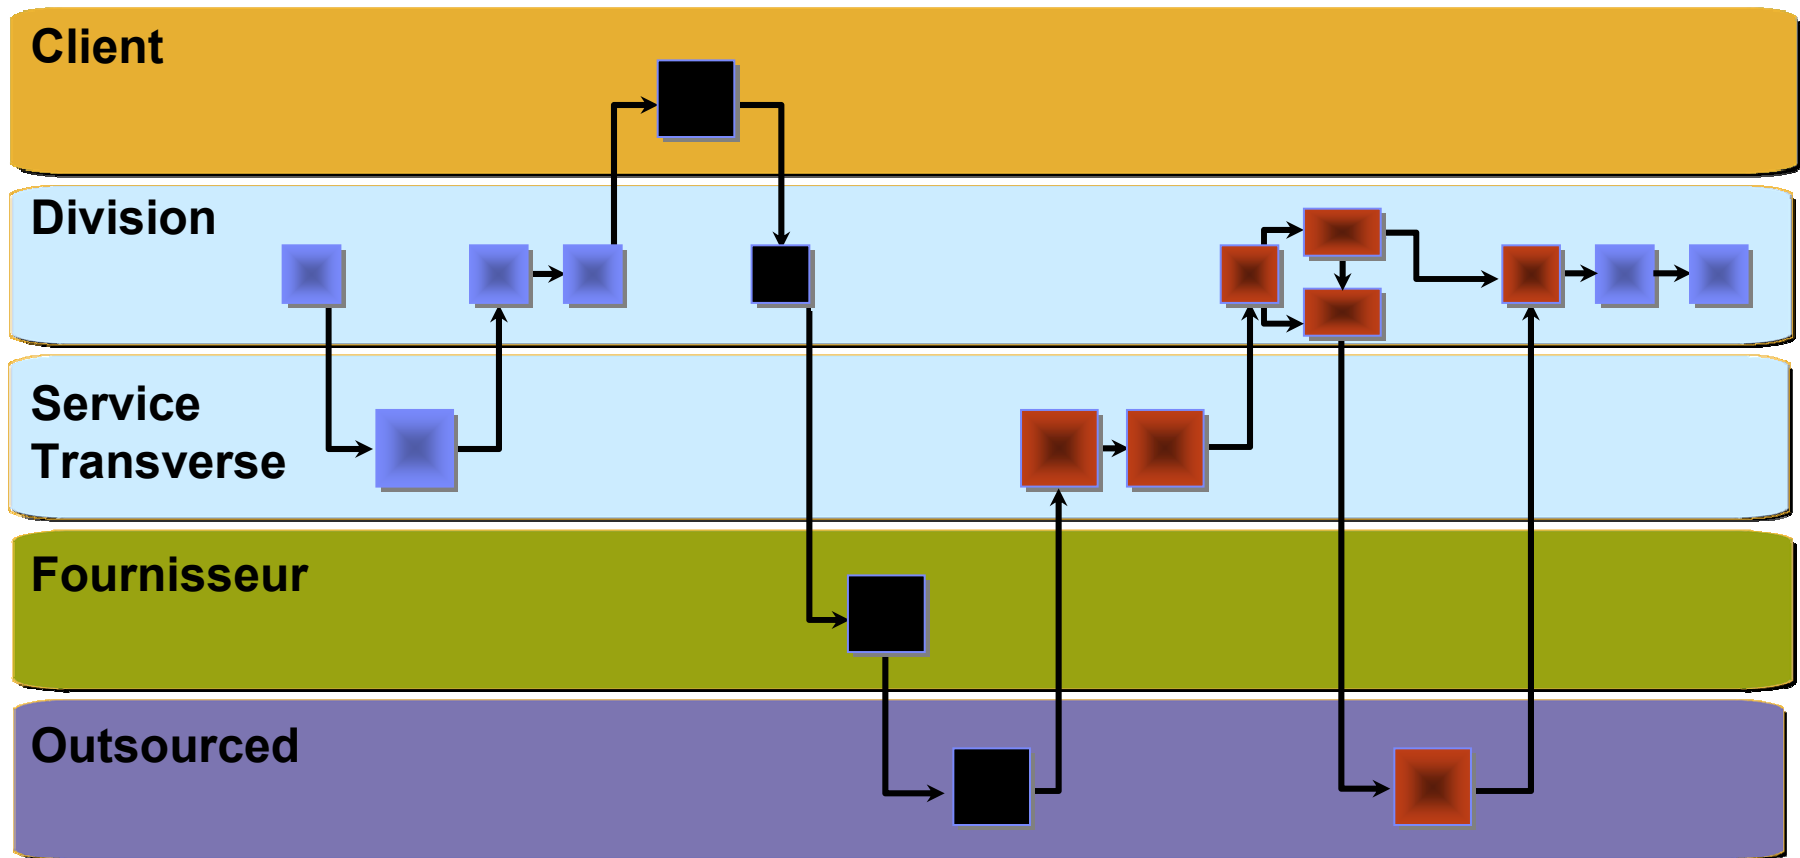 Client
Division
Service
Transverse
Fournisseur
Outsourced